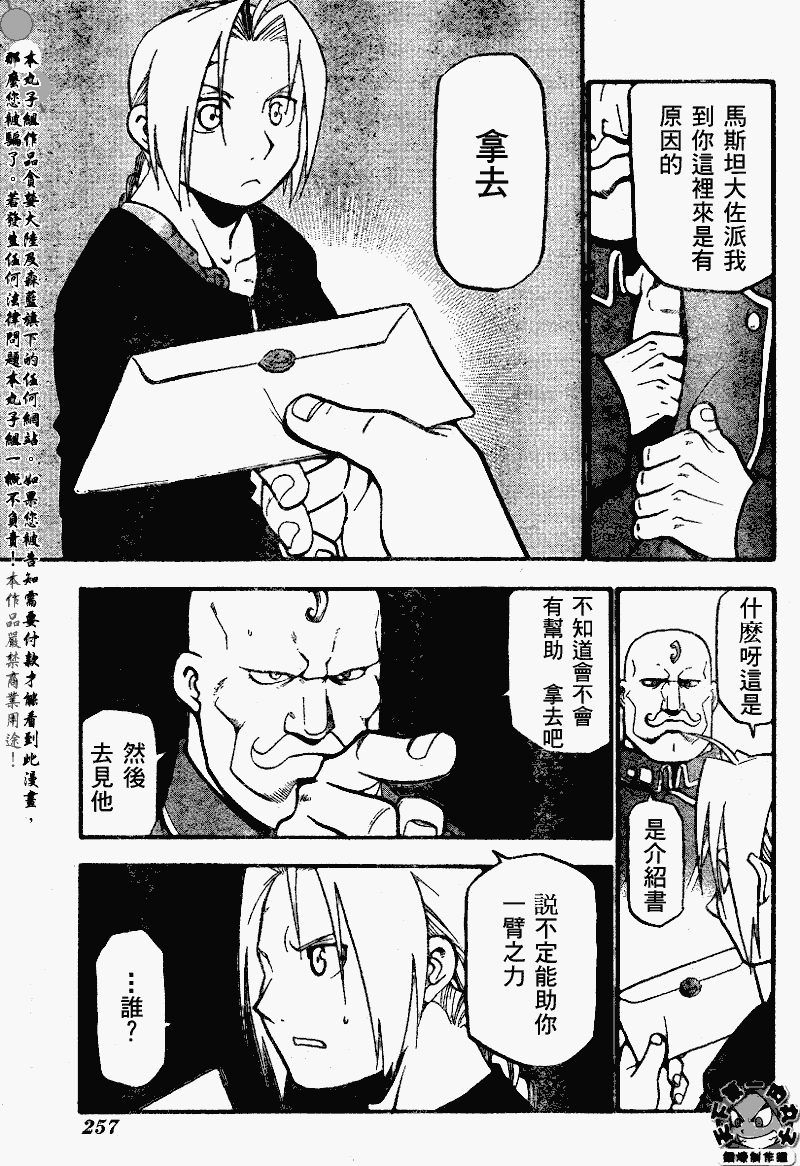 馬斯坦大佐派我
到你這裡來是有
原因的
拿去
什麼呀這是
是介紹書
不知道會不會
有幫助 拿去吧
然後
去見他
説不定能助你
一臂之力
…誰?
257
本丸子組作品貪婪大陸及森藍旗下的伍何網站。如果您被告知需要付款才能看到此漫畫，
那麼您被騙了。若發生伍何法律問題本丸子組一概不負責！本作品嚴禁商業用途！